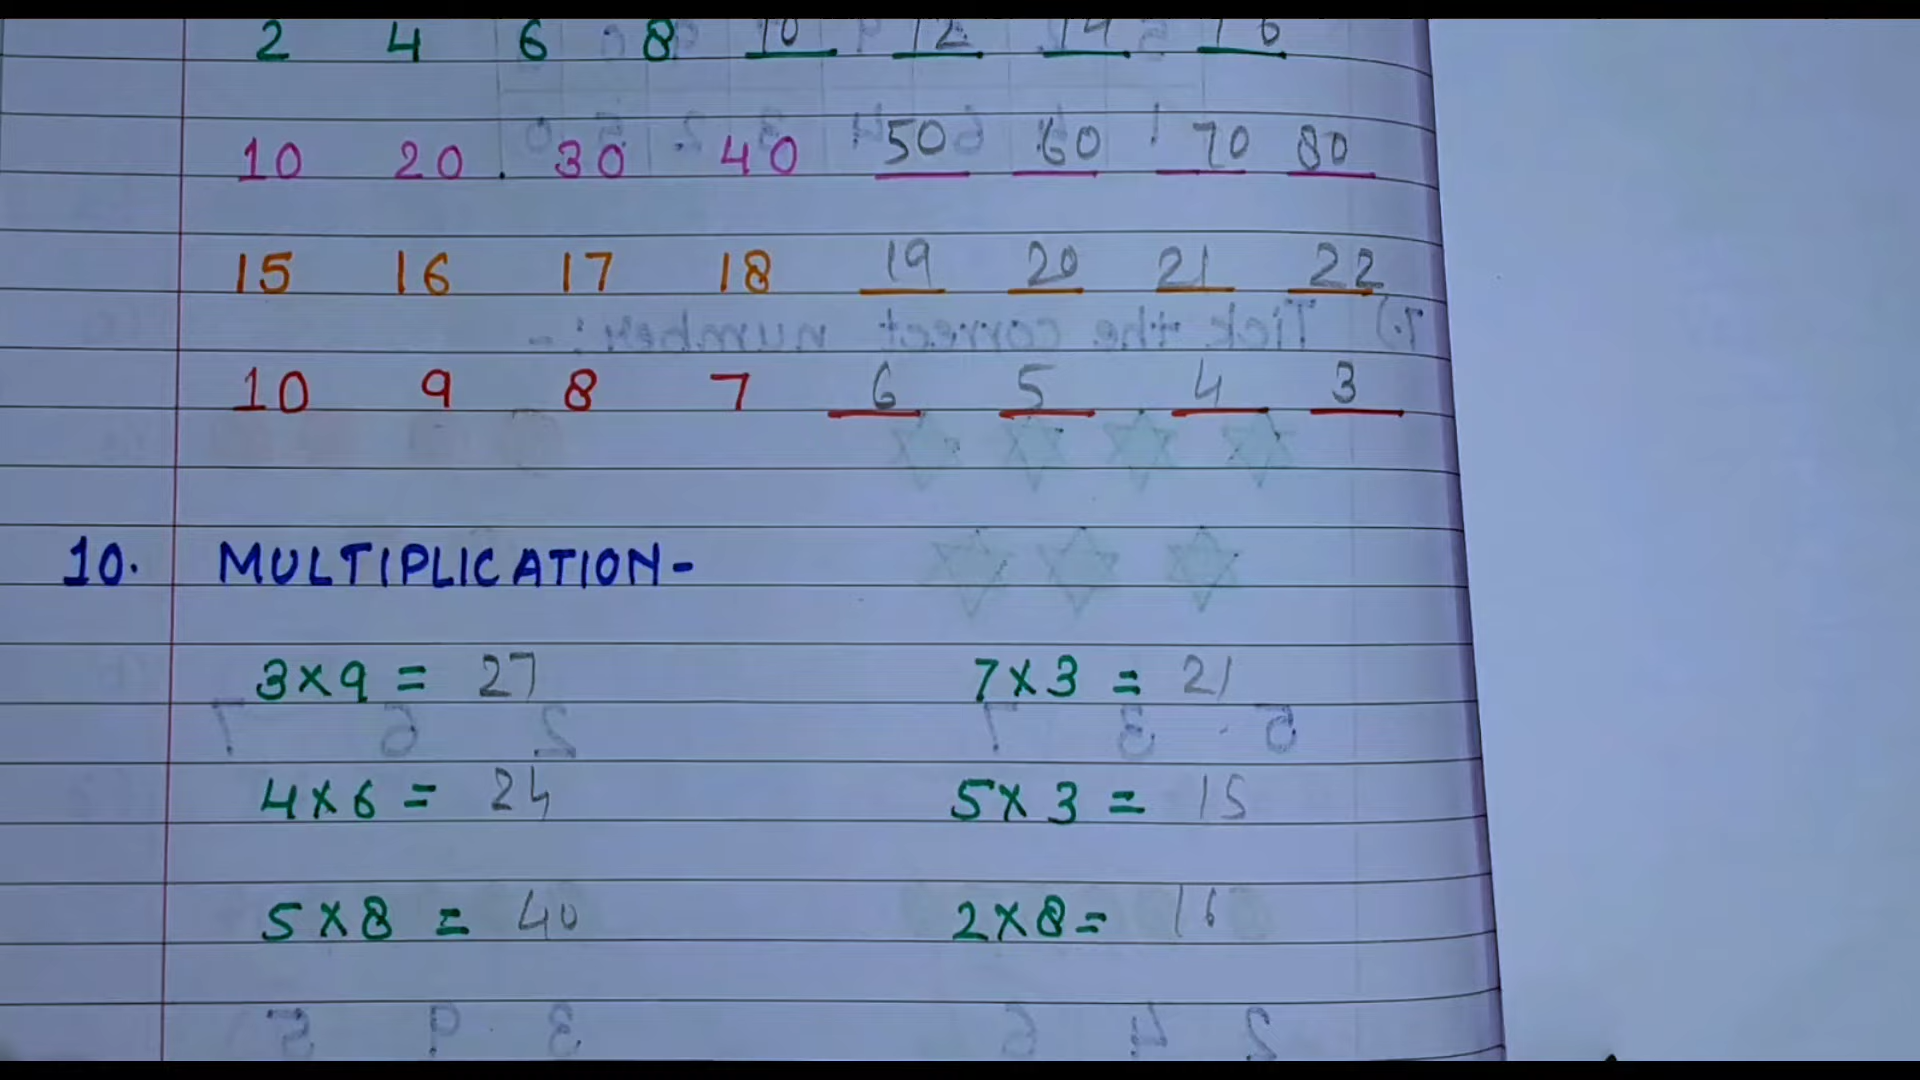 2 4 6 8 10 12 14 16
10 20 30 40 50 60 70 80
15 16 17 18 19 20 21 22
10 9 8 7 6 5 4 3
10. MULTIPLICATION-
3×9 = 27 7×3 = 21
4×6 = 24 5×3 = 15
5×8 = 40 2×8= 16